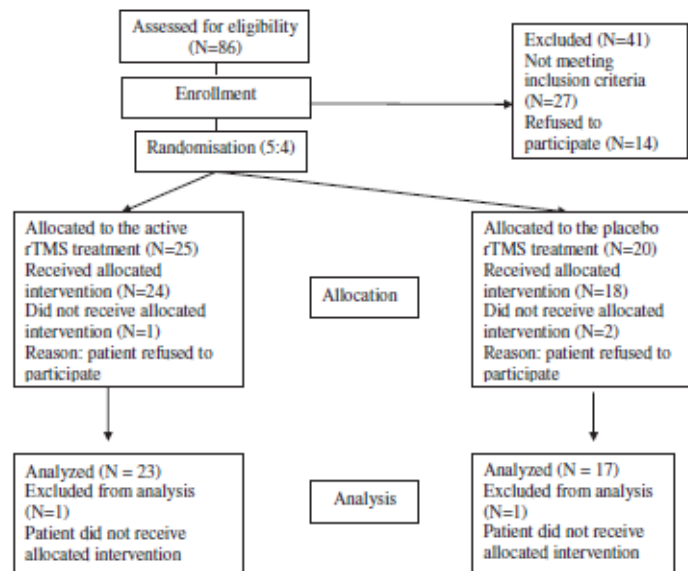 Assessed for eligibility
(N=86)
Excluded (N=41)
Not meeting
inclusion criteria
(N=27)
Refused to
participate (N=14)
Enrollment
Randomisation (5:4)
Allocated to the active
rTMS treatment (N=25)
Received allocated
intervention (N=24)
Did not receive allocated
intervention (N=1)
Reason: patient refused to
participate
Allocation
Allocated to the placebo
rTMS treatment (N=20)
Received allocated
intervention (N=18)
Did not receive allocated
intervention (N=2)
Reason: patient refused to
participate
Analyzed (N = 23)
Excluded from analysis
(N=1)
Patient did not receive
allocated intervention
Analysis
Analyzed (N = 17)
Excluded from analysis
(N=1)
Patient did not receive
allocated intervention